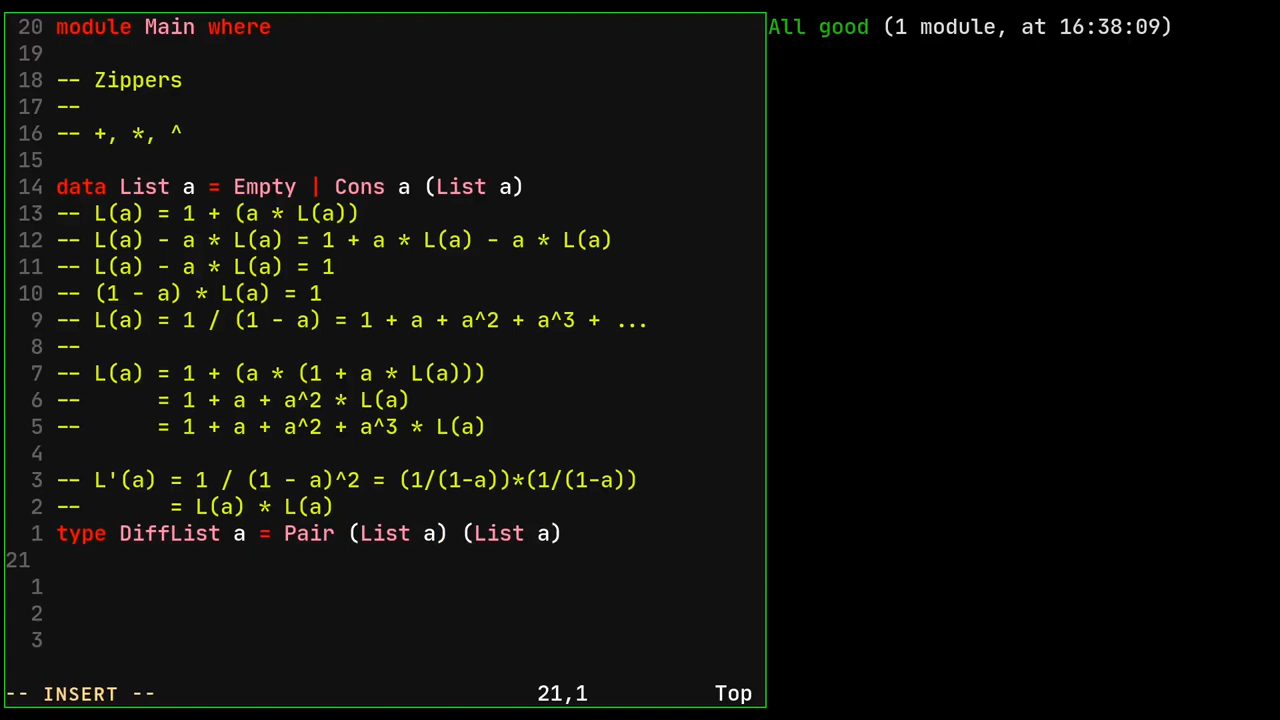 20 module Main where All good (1 module, at 16:38:09)
19
18 -- Zippers
17 --
16 -- +, *, ^
15
14 data List a = Empty | Cons a (List a)
13 -- L(a) = 1 + (a * L(a))
12 -- L(a) - a * L(a) = 1 + a * L(a) - a * L(a)
11 -- L(a) - a * L(a) = 1
10 -- (1 - a) * L(a) = 1
9 -- L(a) = 1 / (1 - a) = 1 + a + a^2 + a^3 + ...
8 --
7 -- L(a) = 1 + (a * (1 + a * L(a)))
6 --      = 1 + a + a^2 * L(a)
5 --      = 1 + a + a^2 + a^3 * L(a)
4
3 -- L'(a) = 1 / (1 - a)^2 = (1/(1-a))*(1/(1-a))
2 --       = L(a) * L(a)
1 type DiffList a = Pair (List a) (List a)
21
1
2
3
-- INSERT -- 21,1 Top